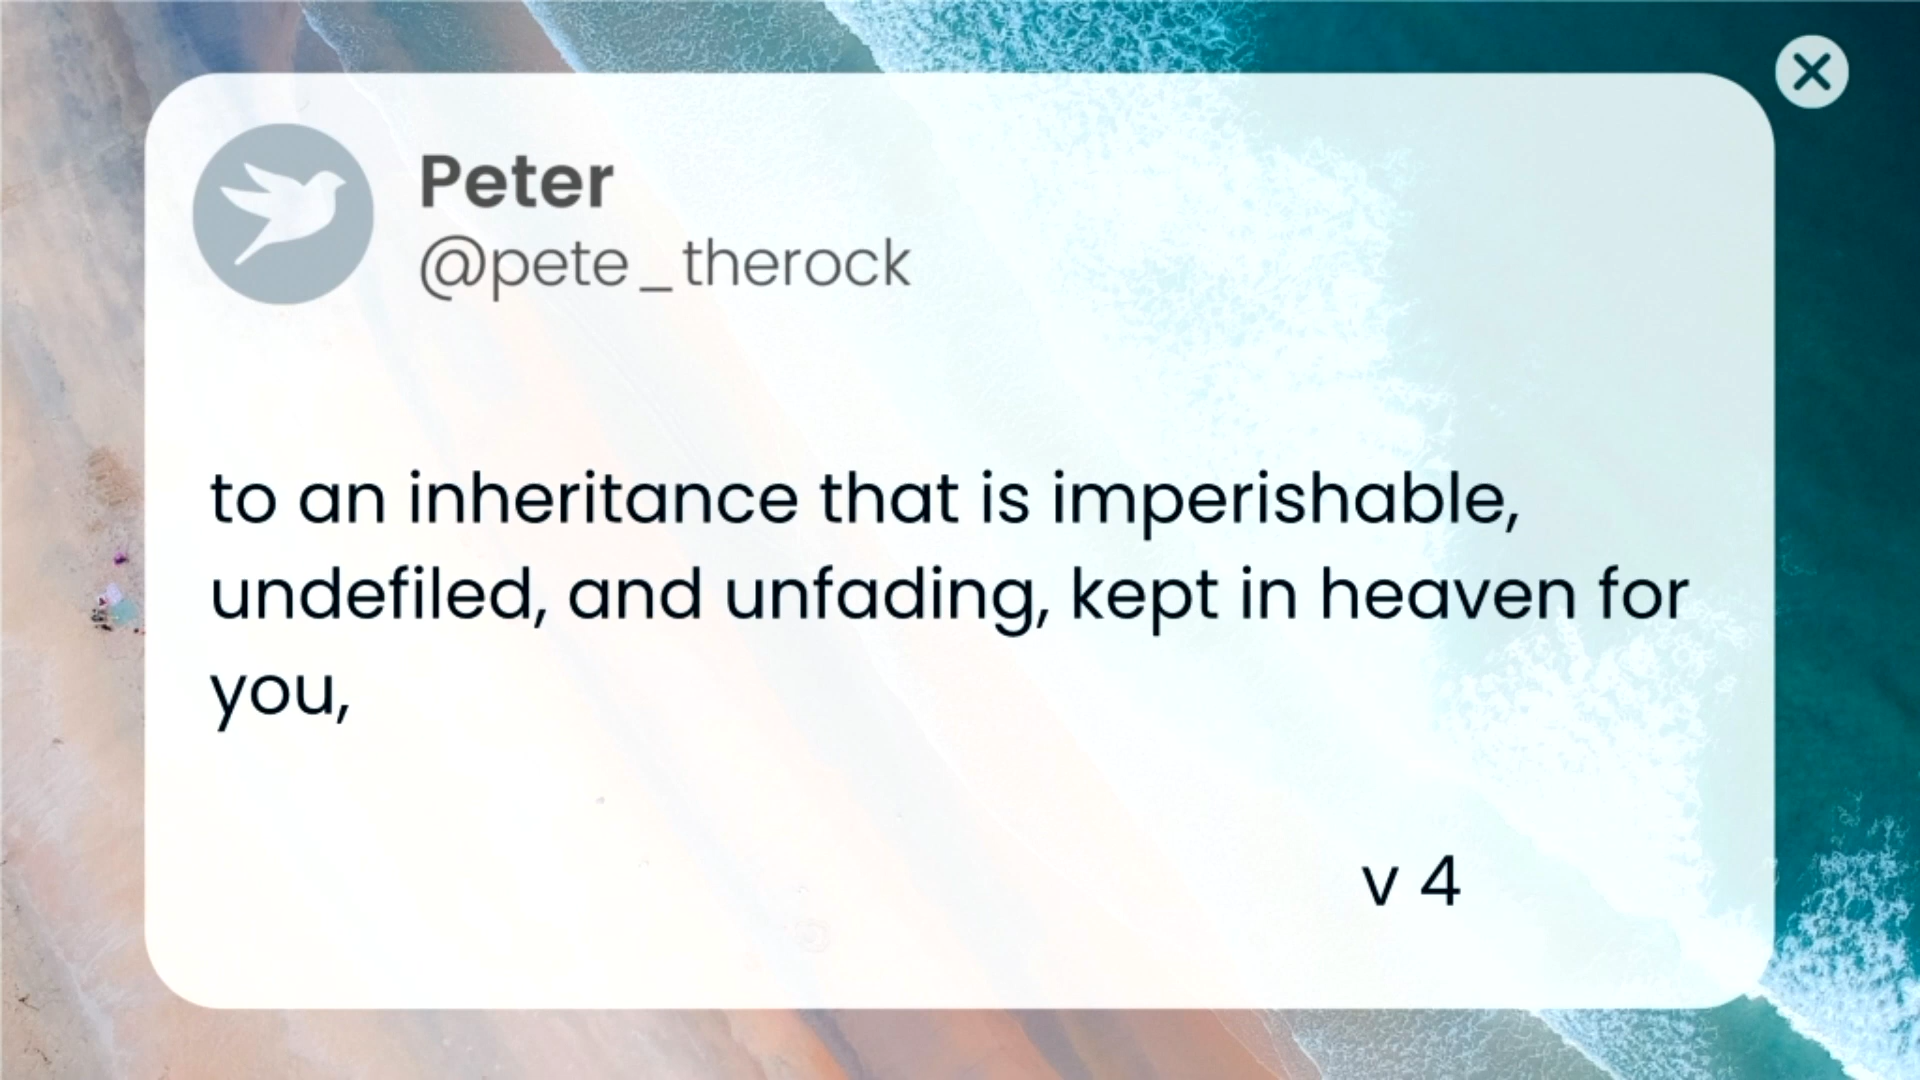 Peter
@pete_therock
to an inheritance that is imperishable,
undefiled, and unfading, kept in heaven for
you,
v 4